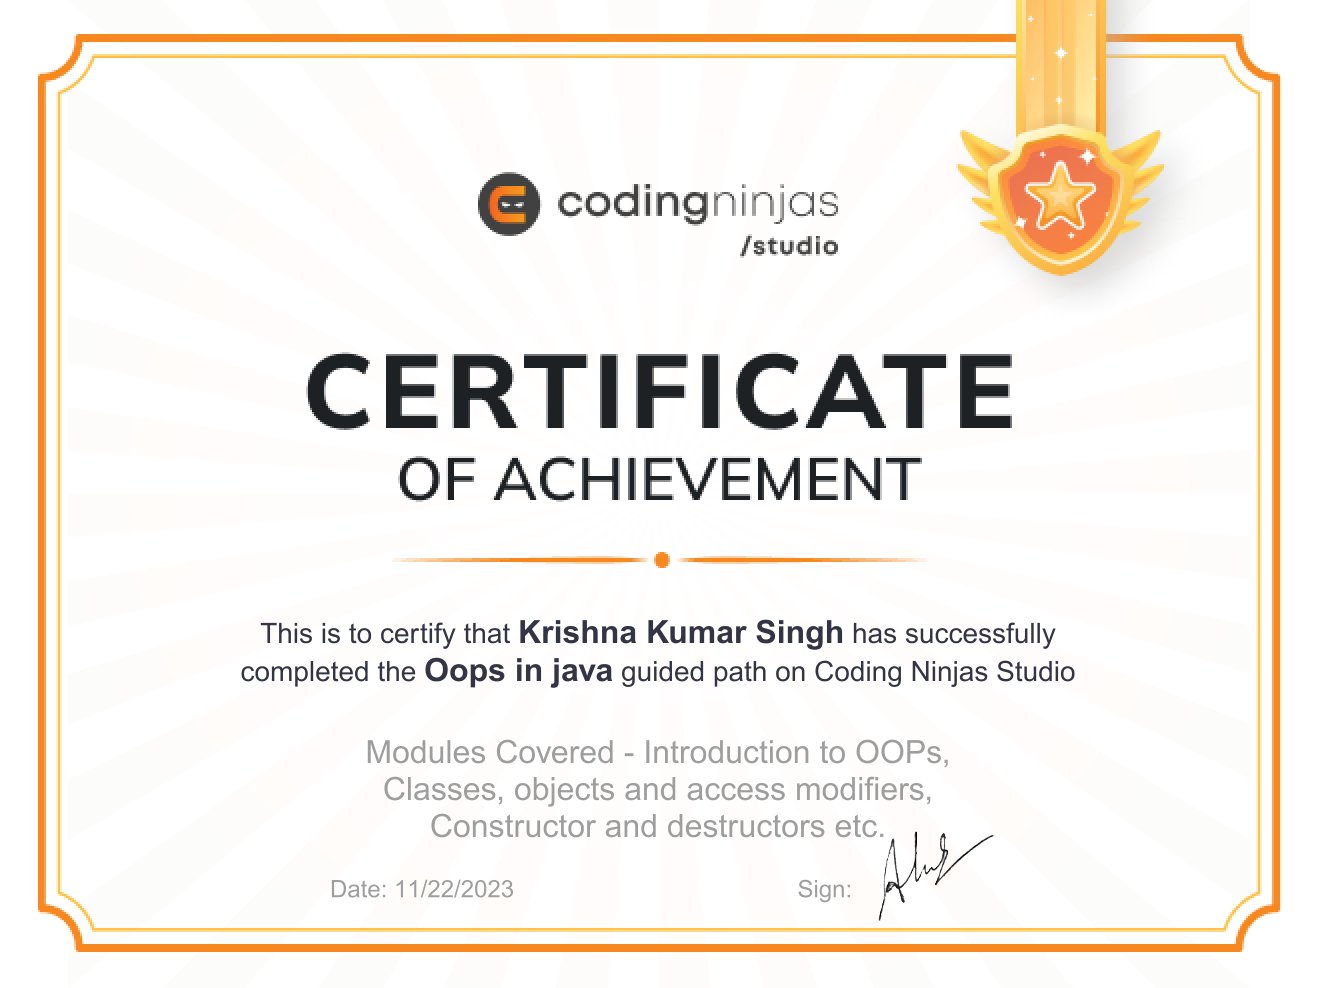 codingninjas
/studio
CERTIFICATE
OF ACHIEVEMENT
This is to certify that Krishna Kumar Singh has successfully
completed the Oops in java guided path on Coding Ninjas Studio
Modules Covered - Introduction to OOPs,
Classes, objects and access modifiers,
Constructor and destructors etc.
Date: 11/22/2023
Sign: